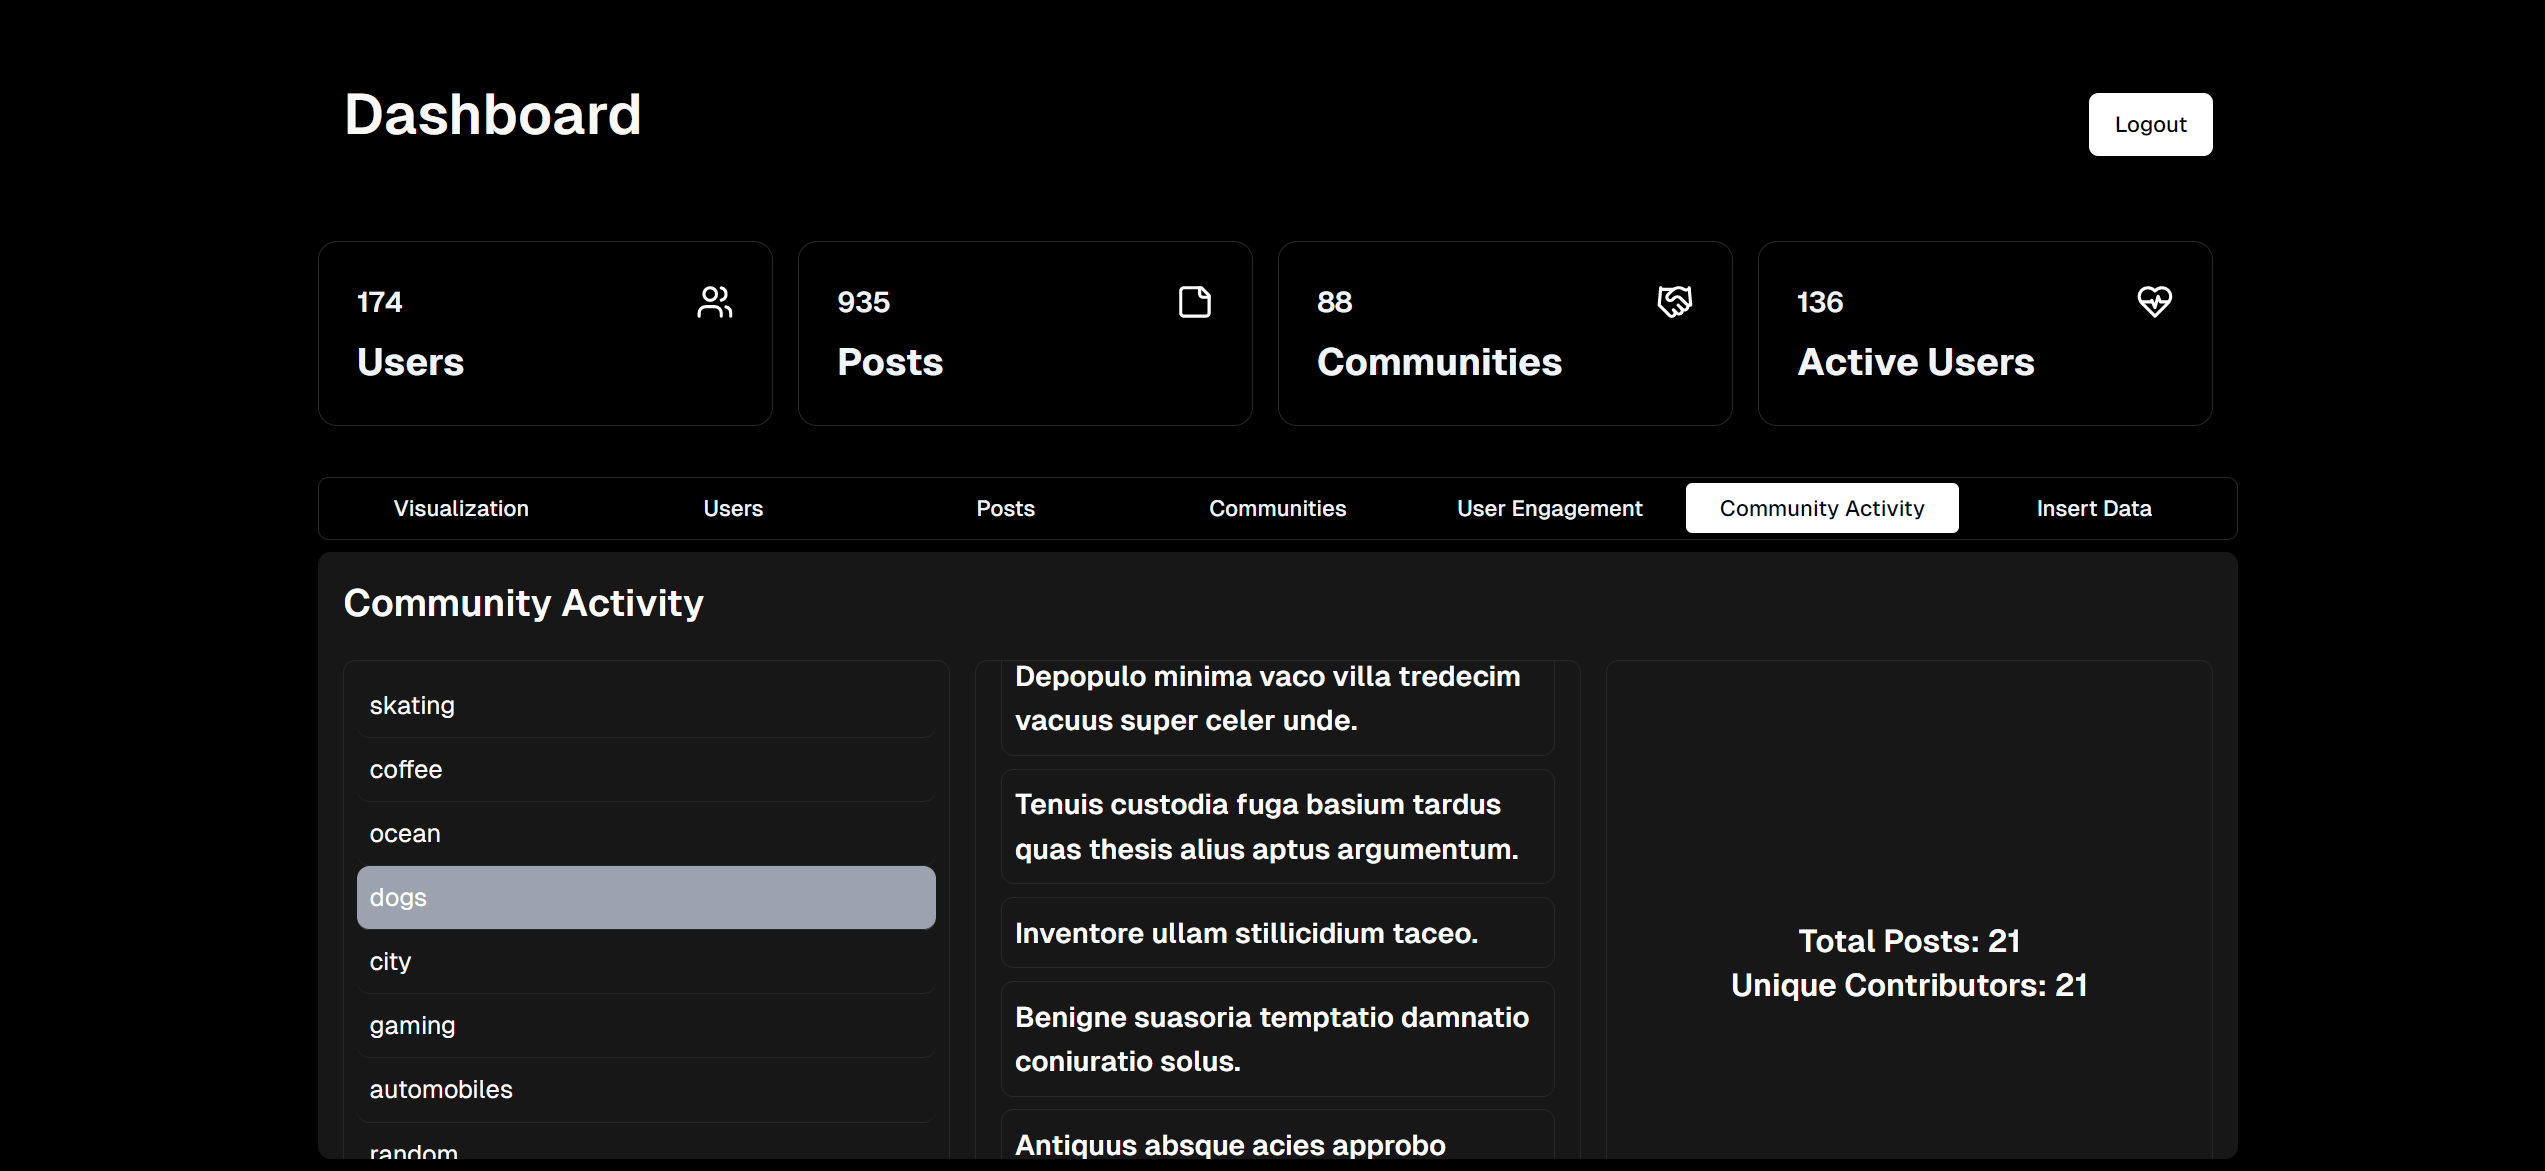 Dashboard
Logout
174
Users
935
Posts
88
Communities
136
Active Users
Visualization
Users
Posts
Communities
User Engagement
Community Activity
Insert Data
Community Activity
skating
coffee
ocean
dogs
city
gaming
automobiles
random
Depopulo minima vaco villa tredecim
vacuus super celer unde.
Tenuis custodia fuga basium tardus
quas thesis alius aptus argumentum.
Inventore ullam stillicidium taceo.
Benigne suasoria temptatio damnatio
coniuratio solus.
Antiquus absque acies approbo
Total Posts: 21
Unique Contributors: 21